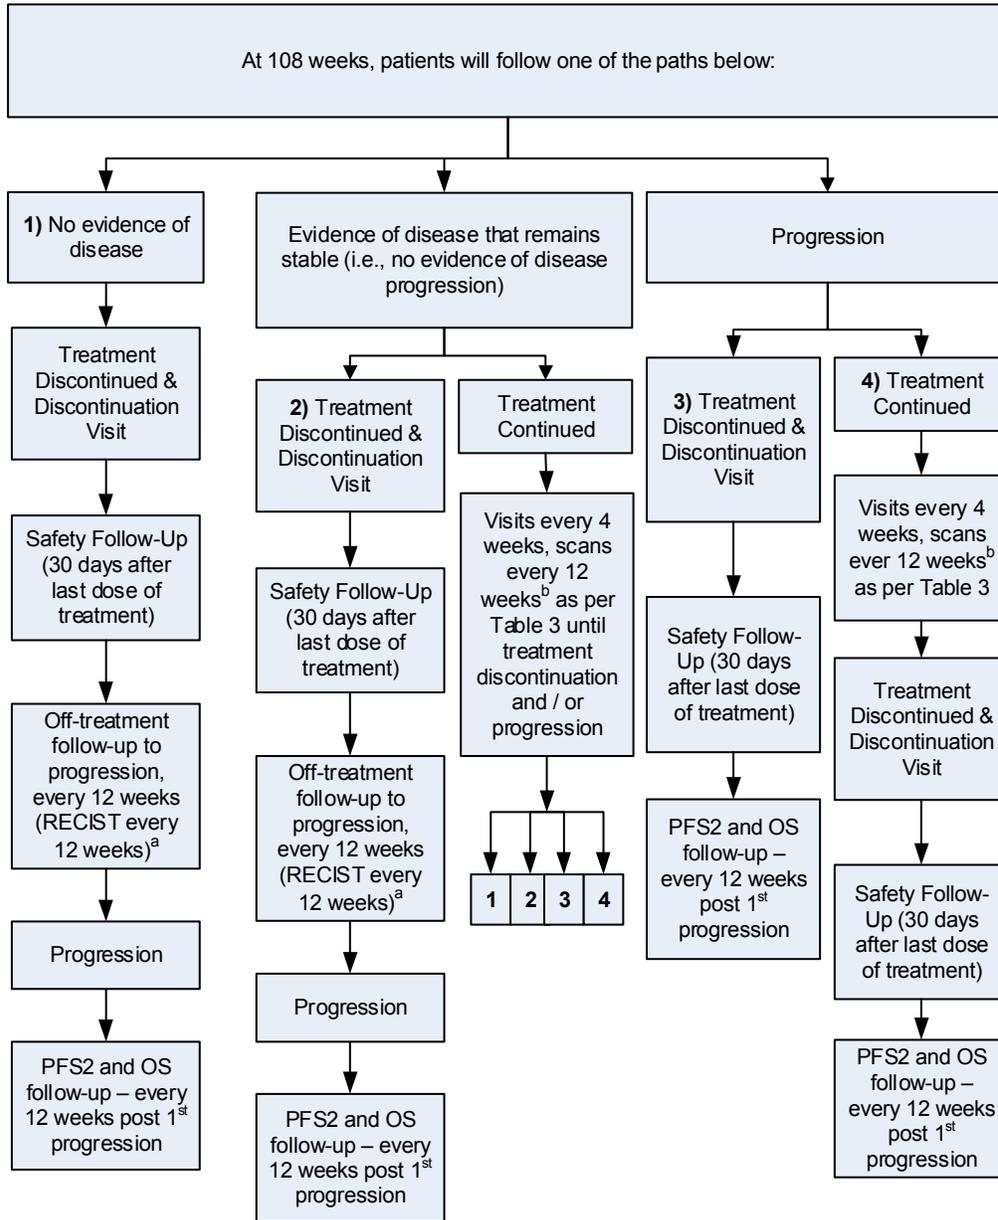 At 108 weeks, patients will follow one of the paths below:
1) No evidence of
disease
Treatment
Discontinued &
Discontinuation
Visit
Safety Follow-Up
(30 days after
last dose of
treatment)
Off-treatment
follow-up to
progression,
every 12 weeks
(RECIST every
12 weeks)a
Progression
PFS2 and OS
follow-up – every
12 weeks post 1st
progression
Evidence of disease that remains
stable (i.e., no evidence of disease
progression)
2) Treatment
Discontinued &
Discontinuation
Visit
Safety Follow-Up
(30 days after
last dose of
treatment)
Off-treatment
follow-up to
progression,
every 12 weeks
(RECIST every
12 weeks)a
Progression
PFS2 and OS
follow-up – every
12 weeks post 1st
progression
Treatment
Continued
Visits every 4
weeks, scans
every 12
weeksb as per
Table 3 until
treatment
discontinuation
and / or
progression
1 2 3 4
Progression
3) Treatment
Discontinued &
Discontinuation
Visit
Safety Follow-
Up (30 days
after last dose
of treatment)
PFS2 and OS
follow-up –
every 12 weeks
post 1st
progression
4) Treatment
Continued
Visits every 4
weeks, scans
ever 12 weeksb
as per Table 3
Treatment
Discontinued &
Discontinuation
Visit
Safety Follow-
Up (30 days
after last dose
of treatment)
PFS2 and OS
follow-up –
every 12 weeks
post 1st
progression